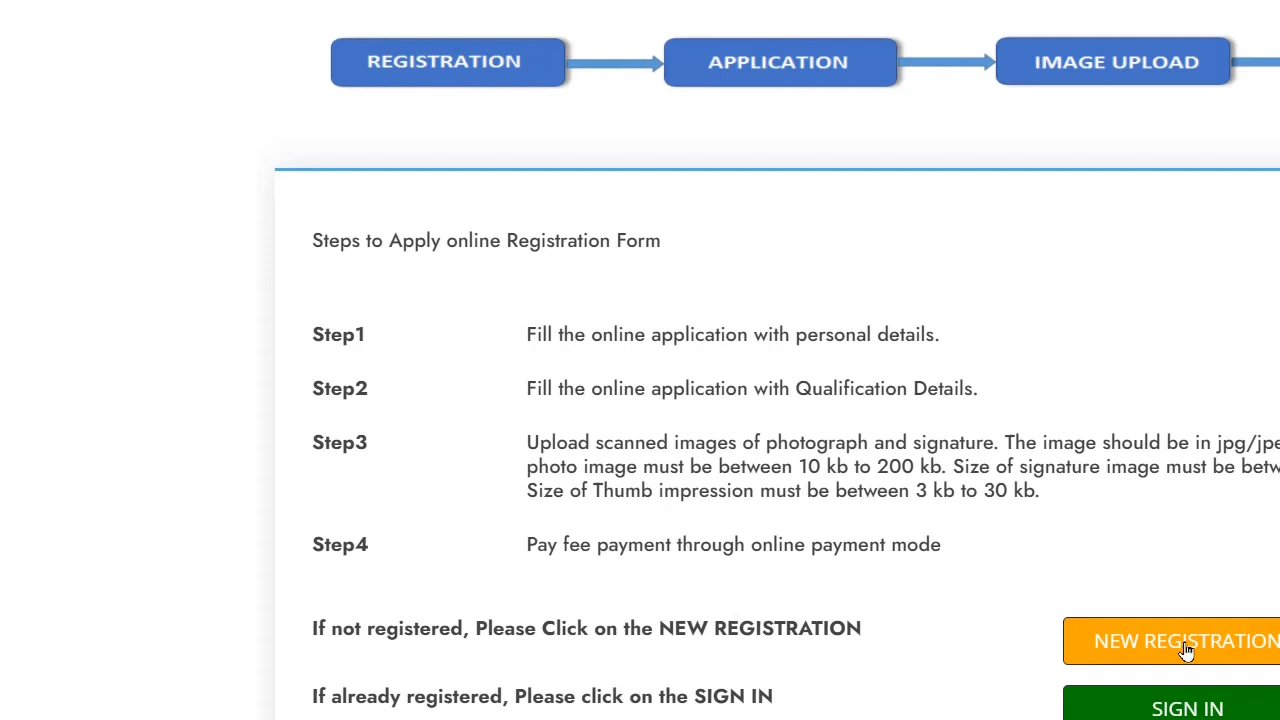 REGISTRATION APPLICATION IMAGE UPLOAD
Steps to Apply online Registration Form
Step1 Fill the online application with personal details.
Step2 Fill the online application with Qualification Details.
Step3 Upload scanned images of photograph and signature. The image should be in
photo image must be between 10 kb to 200 kb. Size of signature image must be
Size of Thumb impression must be between 3 kb to 30 kb.
Step4 Pay fee payment through online payment mode
If not registered, Please Click on the NEW REGISTRATION NEW REGISTRATION
If already registered, Please click on the SIGN IN SIGN IN